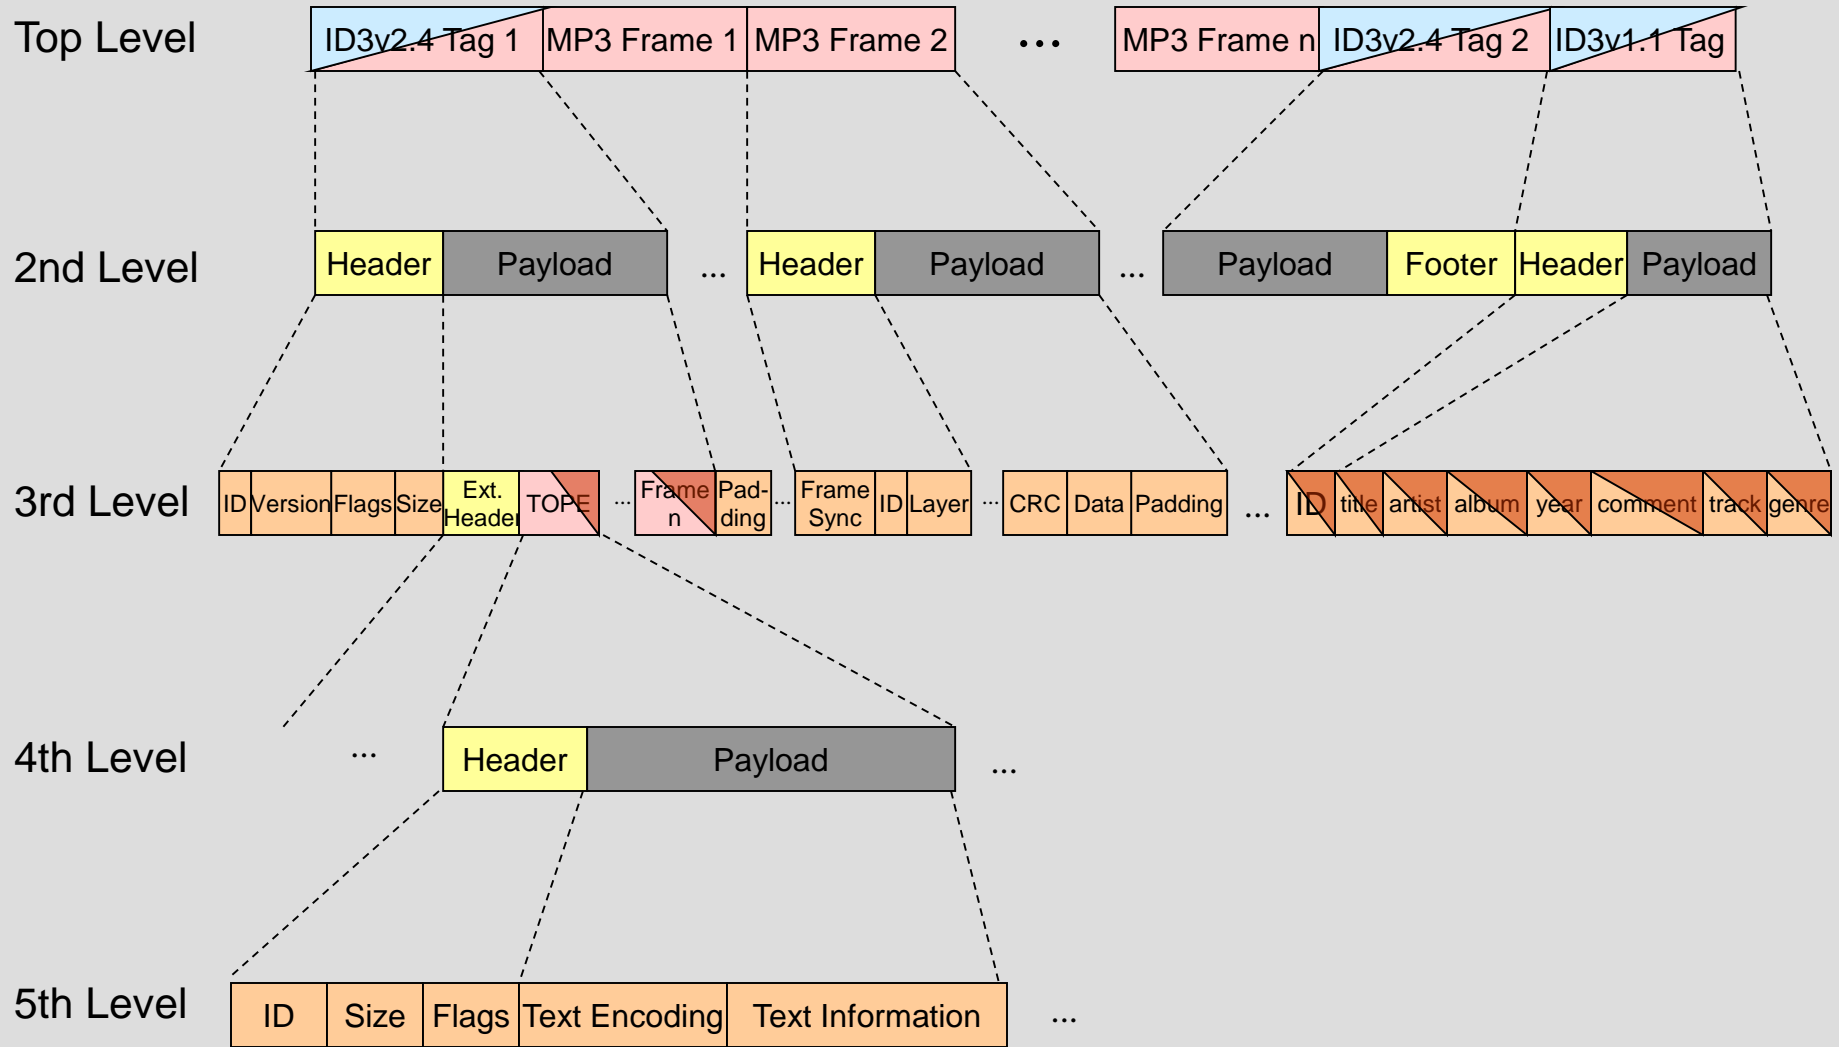 Top Level ID3v2.4 Tag 1 MP3 Frame 1 MP3 Frame 2 ... MP3 Frame n ID3v2.4 Tag 2 ID3v1.1 Tag
2nd Level Header Payload ... Header Payload ... Payload Footer Header Payload
3rd Level ID Version Flags Size Ext. Header TOPE ... Frame n Pad-ding ... Frame Sync ID Layer ... CRC Data Padding ... ID title artist album year comment track genre
4th Level ... Header Payload ...
5th Level ID Size Flags Text Encoding Text Information ...